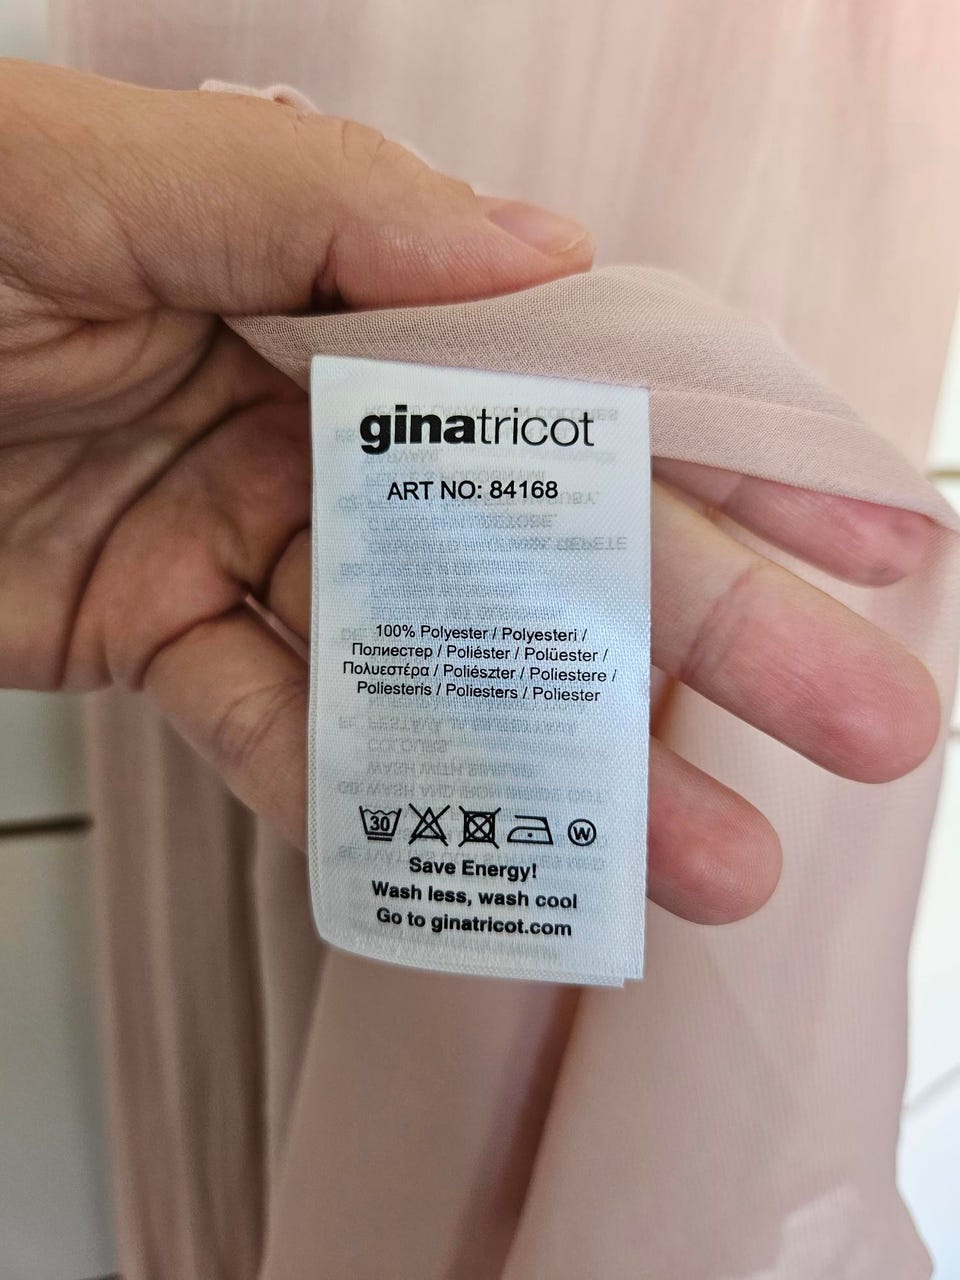 ginatricot
ART NO: 84168
100% Polyester / Polyesteri /
Полиестер / Poliéster / Polüester /
Πολυεστέρα / Poliészter / Poliestere /
Poliesteris / Poliesters / Poliester
30 W
Save Energy!
Wash less, wash cool
Go to ginatricot.com